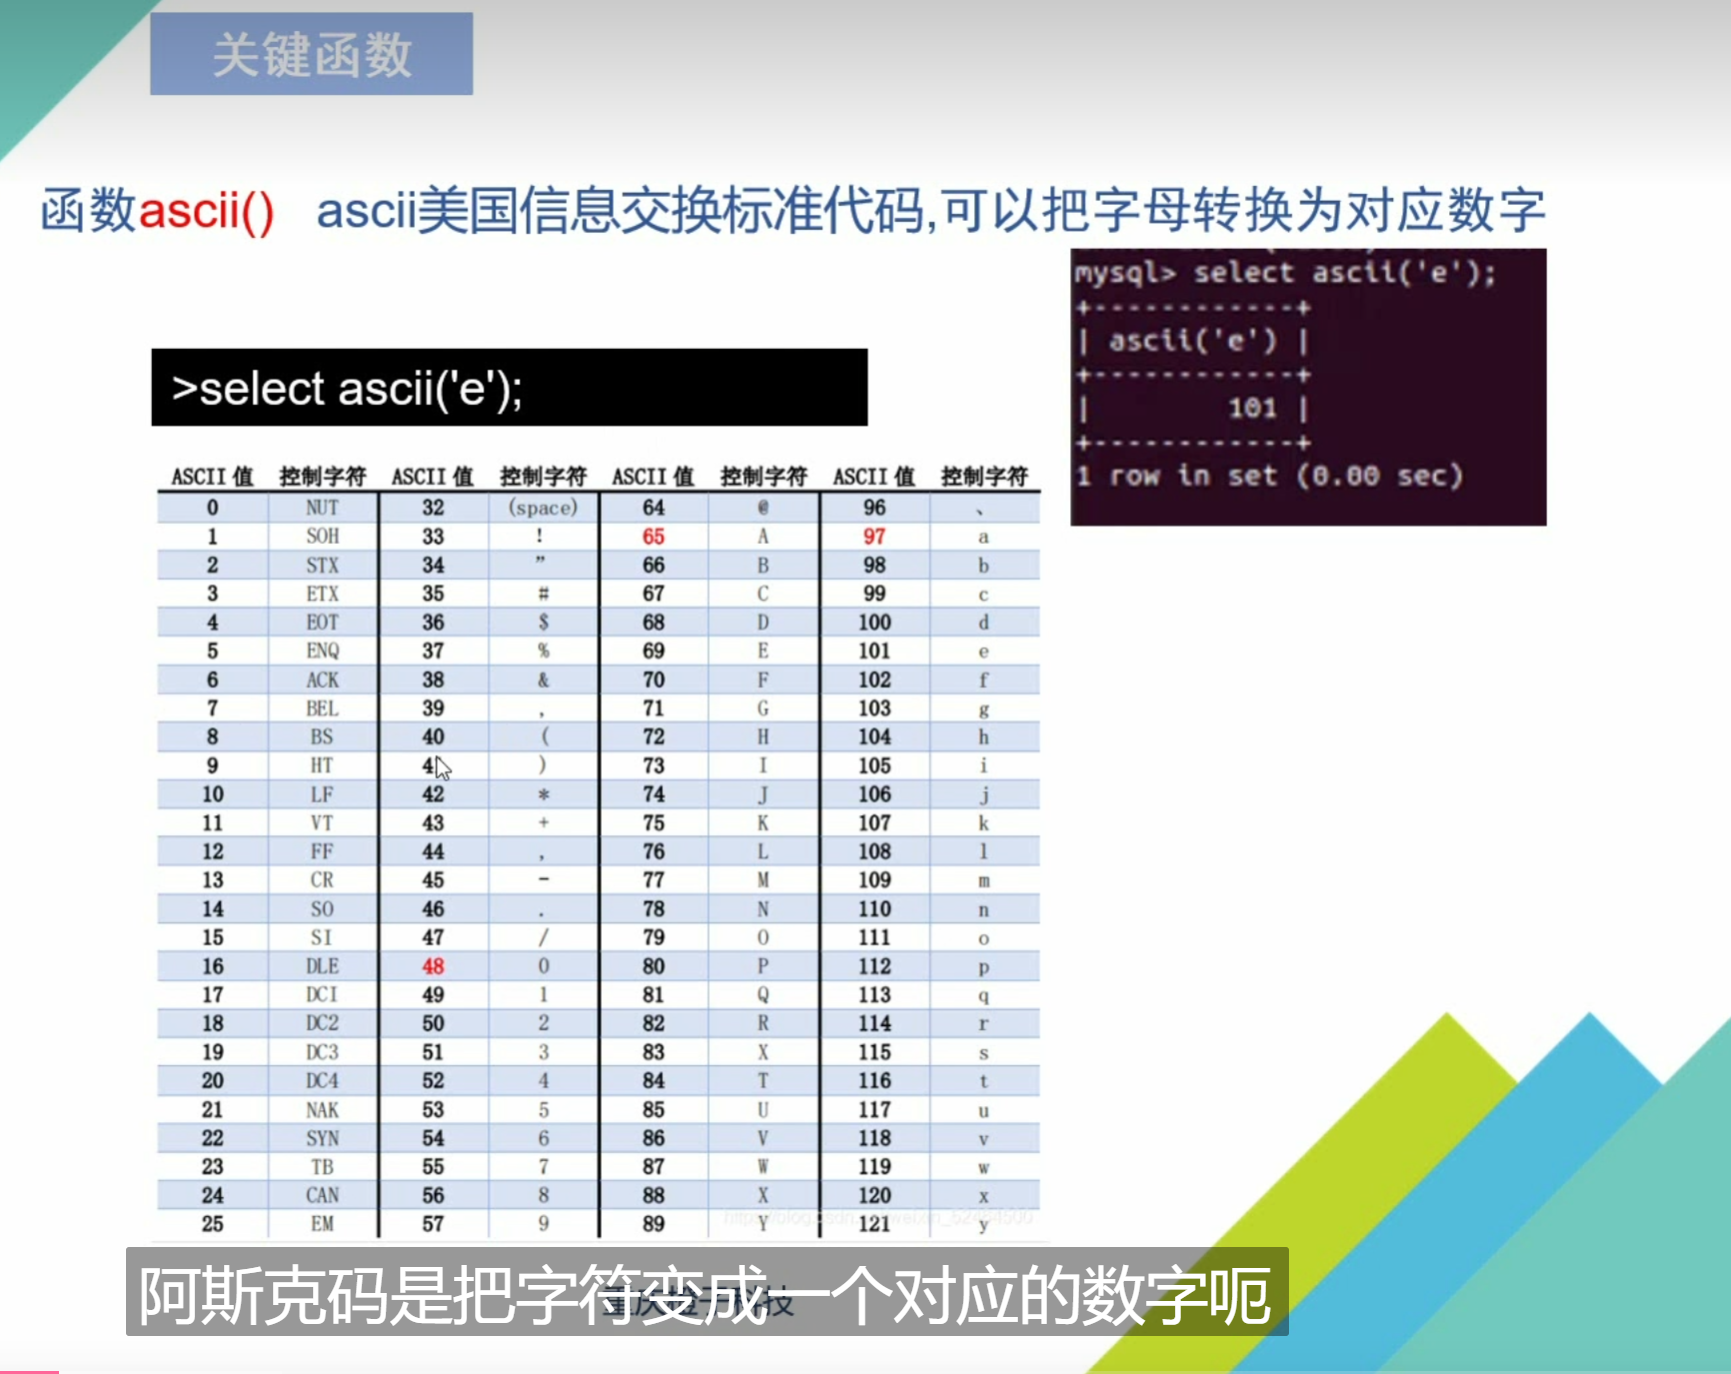 关键函数
函数ascii() ascii美国信息交换标准代码,可以把字母转换为对应数字
mysql> select ascii('e');
+------------+
| ascii('e') |
+------------+
| 101 |
+------------+
1 row in set (0.00 sec)
>select ascii('e');
ASCII 值 控制字符 ASCII 值 控制字符 ASCII 值 控制字符 ASCII 值 控制字符
0 NUT 32 (space) 64 @ 96 、
1 SOH 33 ! 65 A 97 a
2 STX 34 ” 66 B 98 b
3 ETX 35 # 67 C 99 c
4 EOT 36 $ 68 D 100 d
5 ENQ 37 % 69 E 101 e
6 ACK 38 & 70 F 102 f
7 BEL 39 , 71 G 103 g
8 BS 40 ( 72 H 104 h
9 HT 4 ) 73 I 105 i
10 LF 42 * 74 J 106 j
11 VT 43 + 75 K 107 k
12 FF 44 , 76 L 108 l
13 CR 45 - 77 M 109 m
14 SO 46 . 78 N 110 n
15 SI 47 / 79 O 111 o
16 DLE 48 0 80 P 112 p
17 DCI 49 1 81 Q 113 q
18 DC2 50 2 82 R 114 r
19 DC3 51 3 83 X 115 s
20 DC4 52 4 84 T 116 t
21 NAK 53 5 85 U 117 u
22 SYN 54 6 86 V 118 v
23 TB 55 7 87 W 119 w
24 CAN 56 8 88 X 120 x
25 EM 57 9 89 Y 121 y
阿斯克码是把字符变成一个对应的数字呃